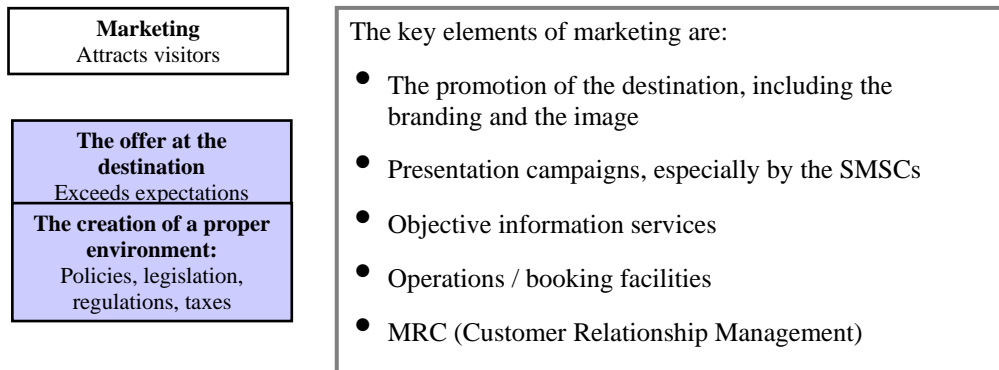 Marketing
Attracts visitors
The offer at the
destination
Exceeds expectations
The creation of a proper
environment:
Policies, legislation,
regulations, taxes
The key elements of marketing are:
• The promotion of the destination, including the
branding and the image
• Presentation campaigns, especially by the SMSCs
• Objective information services
• Operations / booking facilities
• MRC (Customer Relationship Management)